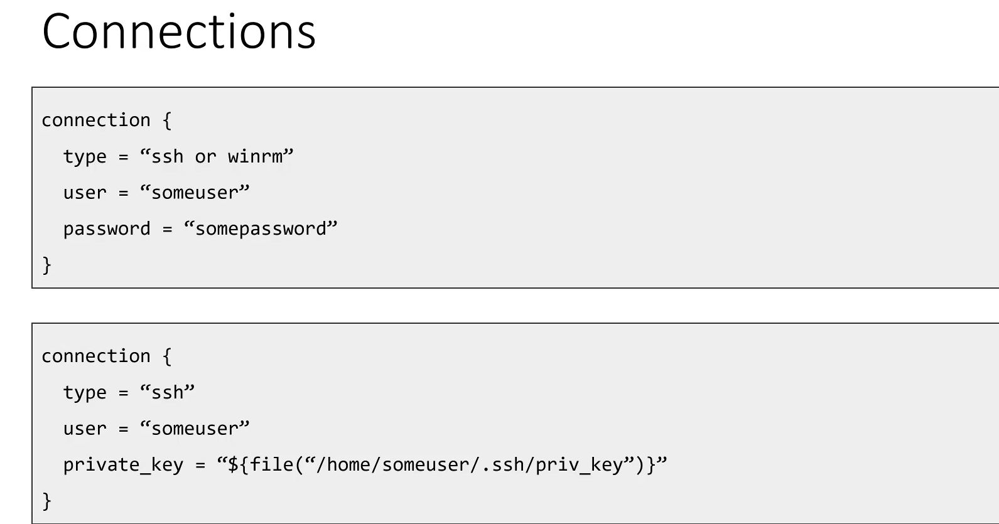 Connections
connection {
  type = “ssh or winrm”
  user = “someuser”
  password = “somepassword”
}
connection {
  type = “ssh”
  user = “someuser”
  private_key = “${file(“/home/someuser/.ssh/priv_key”)}”
}